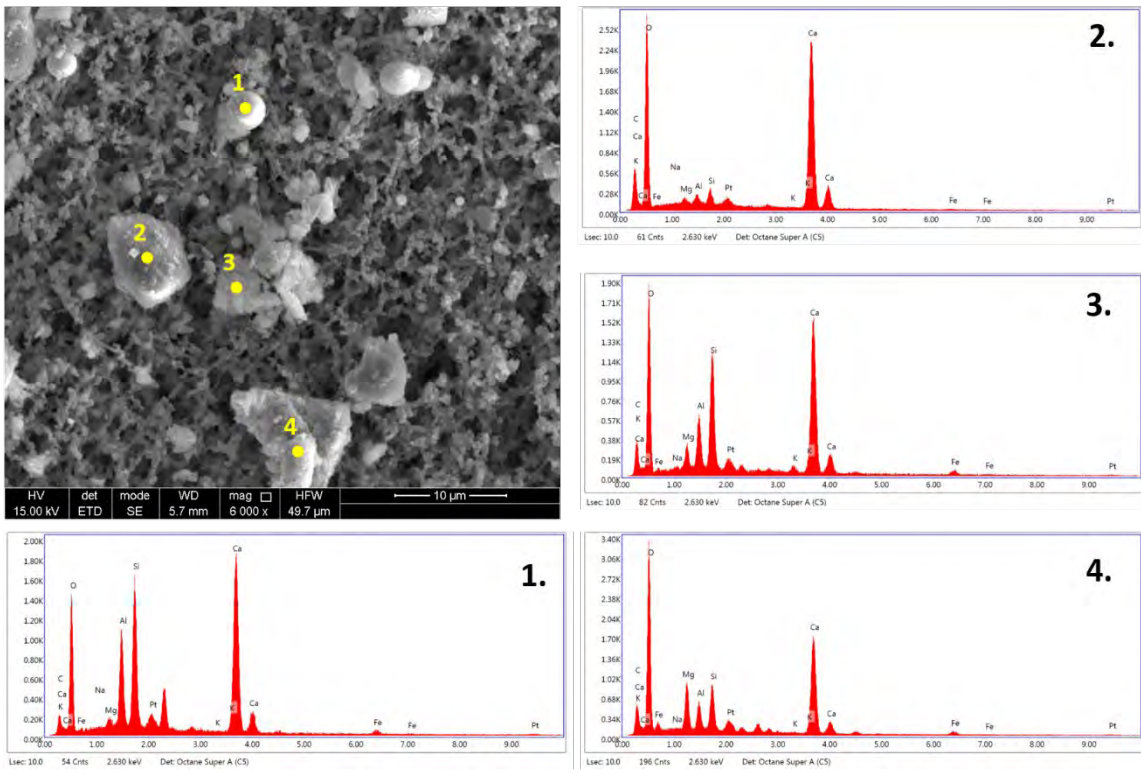 1
2
3
4
HV det mode WD mag □ HFW
15.00 kV ETD SE 5.7 mm 6 000 x 49.7 µm
10 µm
2.
2.52K
2.24K
1.96K
1.68K
1.40K
1.12K
0.84K
0.56K
0.28K
0.00K
O
C
Ca
K
Ca
Fe
Na
Mg
Al
Si
Pt
K
K
Ca
Ca
Fe
Fe
Pt
0.00 1.00 2.00 3.00 4.00 5.00 6.00 7.00 8.00 9.00
Lsec: 10.0 61 Cnts 2.630 keV Det: Octane Super A (C5)
3.
1.90K
1.71K
1.52K
1.33K
1.14K
0.95K
0.76K
0.57K
0.38K
0.19K
0.00K
O
C
K
Ca
Ca
Fe
Na
Mg
Al
Si
Pt
K
K
Ca
Ca
Fe
Fe
Pt
0.00 1.00 2.00 3.00 4.00 5.00 6.00 7.00 8.00 9.00
Lsec: 10.0 82 Cnts 2.630 keV Det: Octane Super A (C5)
1.
2.00K
1.80K
1.60K
1.40K
1.20K
1.00K
0.80K
0.60K
0.40K
0.20K
0.00K
C
Ca
K
Ca
O
Fe
Na
Mg
Al
Si
Pt
K
K
Ca
Ca
Fe
Fe
Pt
0.00 1.00 2.00 3.00 4.00 5.00 6.00 7.00 8.00 9.00
Lsec: 10.0 54 Cnts 2.630 keV Det: Octane Super A (C5)
4.
3.40K
3.06K
2.72K
2.38K
2.04K
1.70K
1.36K
1.02K
0.68K
0.34K
0.00K
O
C
Ca
K
Ca
Fe
Na
Mg
Al
Si
Pt
K
K
Ca
Ca
Fe
Fe
Pt
0.00 1.00 2.00 3.00 4.00 5.00 6.00 7.00 8.00 9.00
Lsec: 10.0 196 Cnts 2.630 keV Det: Octane Super A (C5)